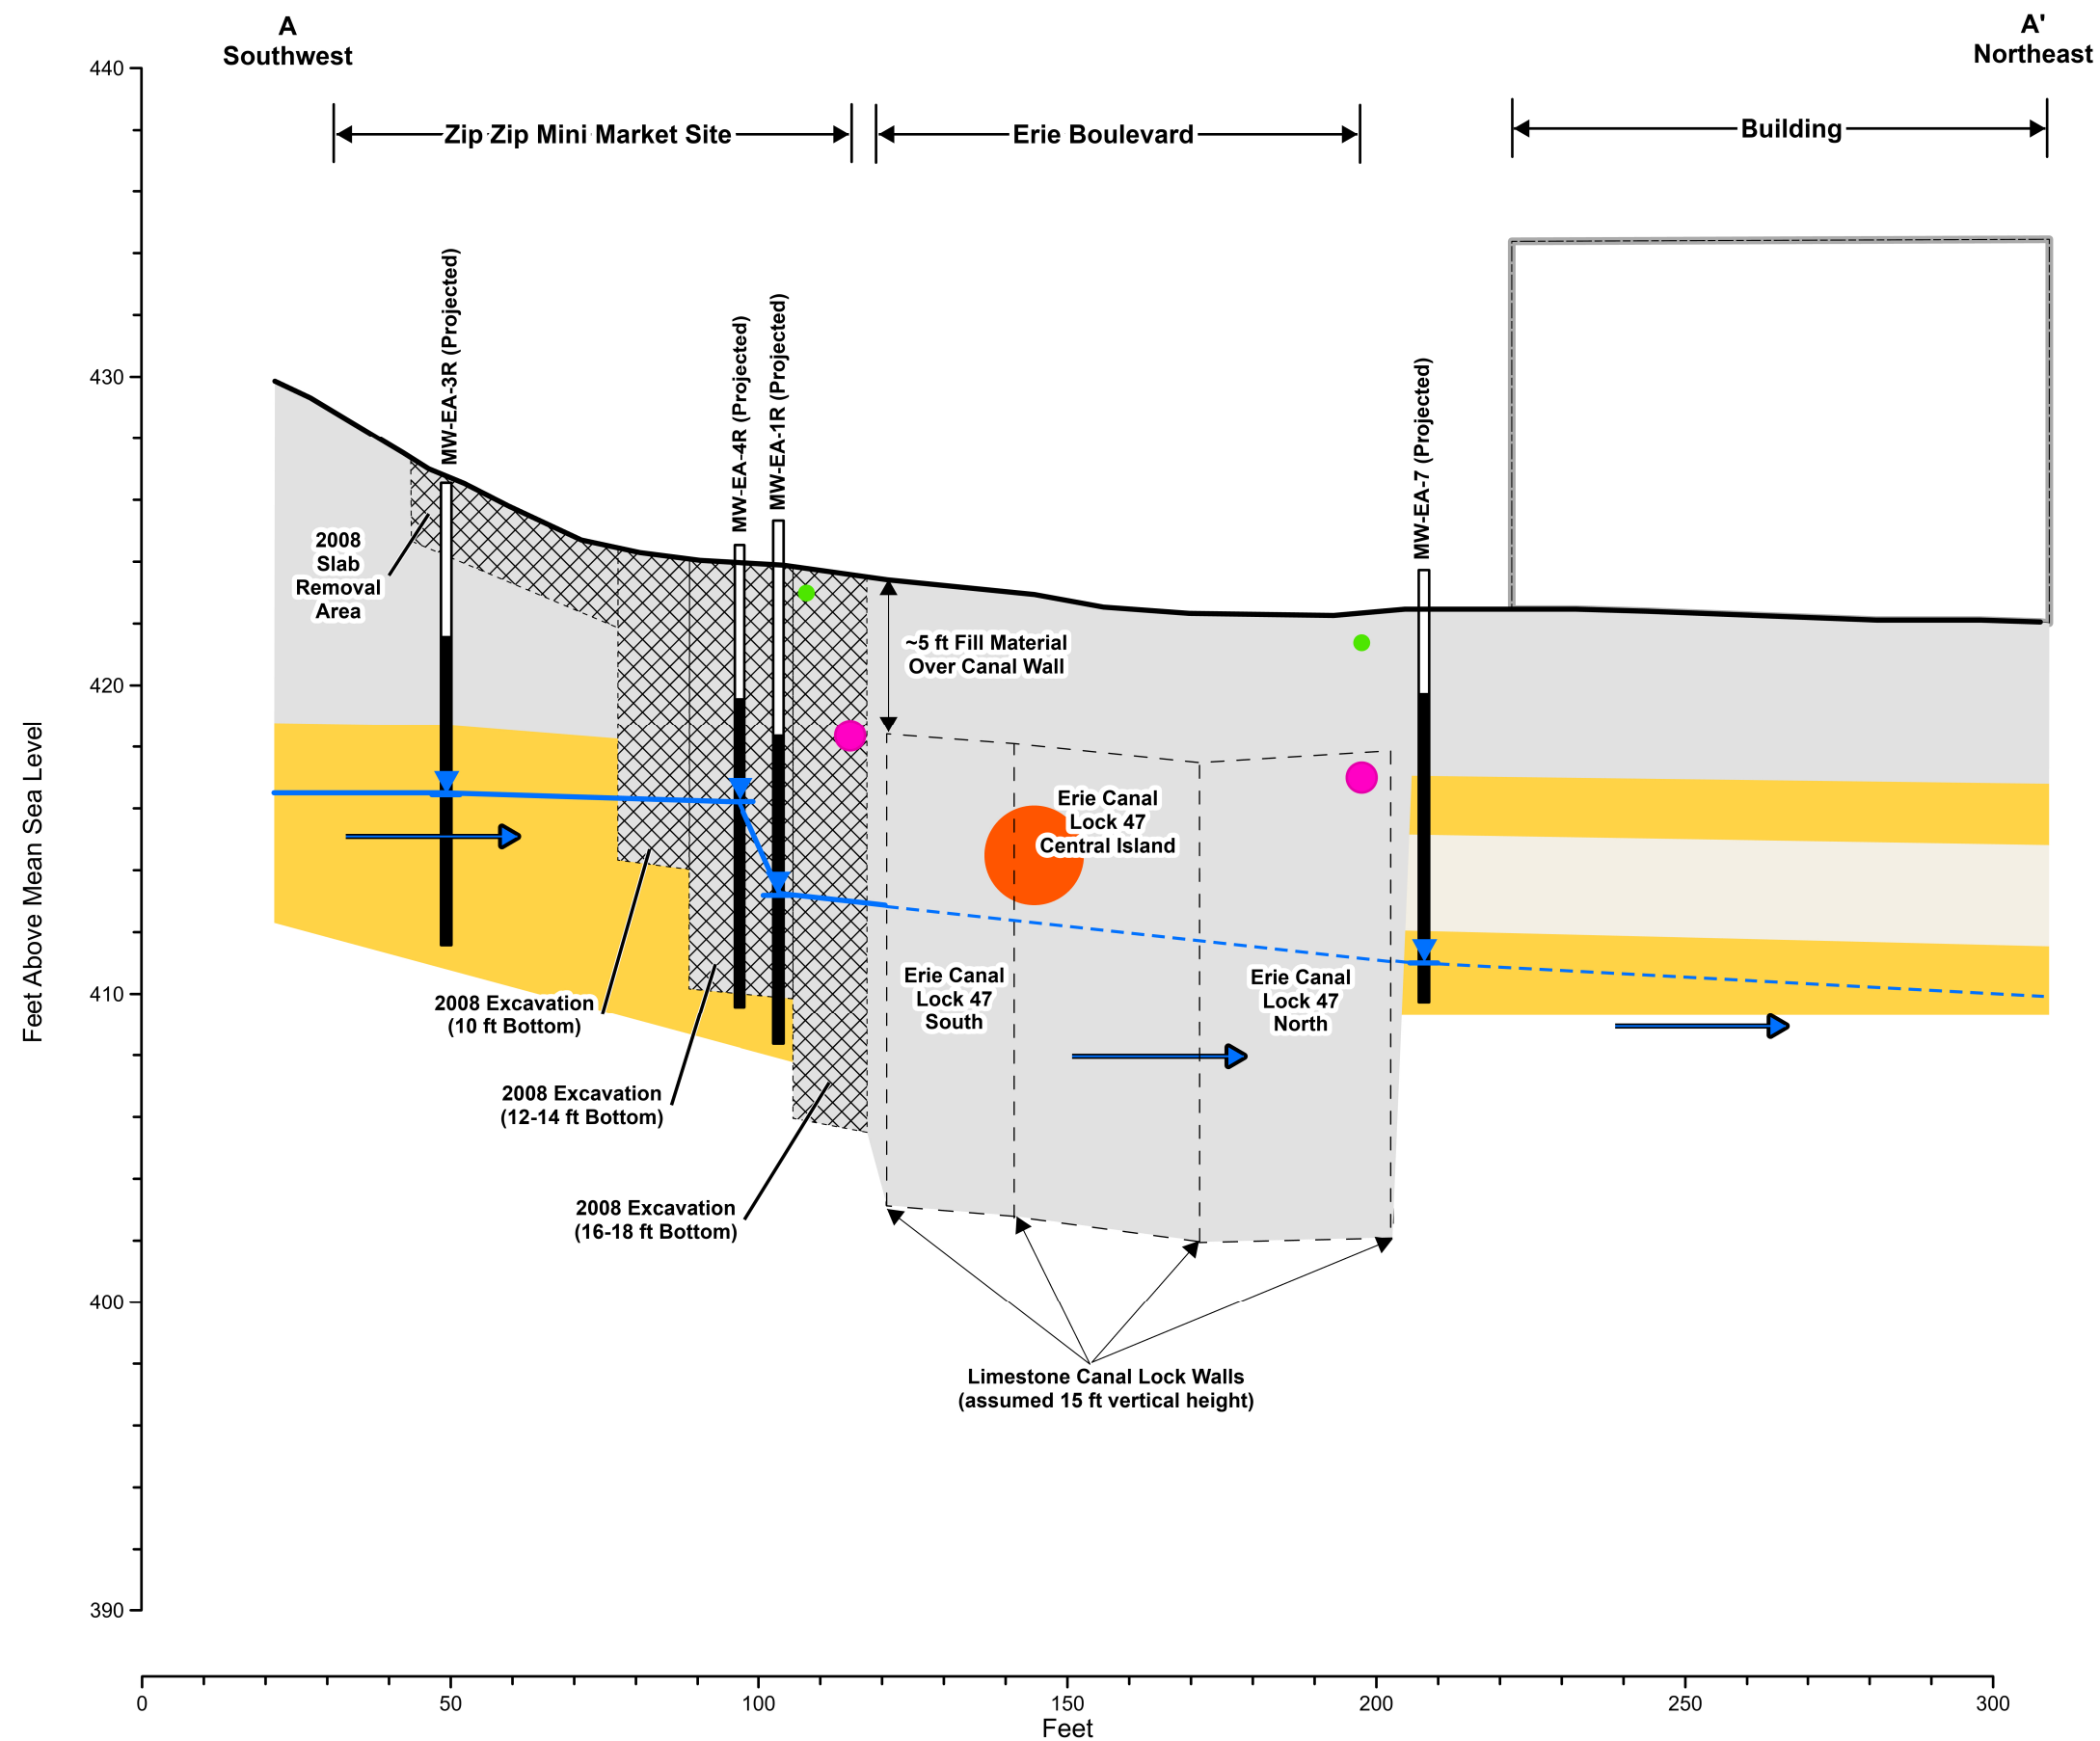 A
Southwest
A'
Northeast
440
430
420
410
400
390
Feet Above Mean Sea Level
Zip Zip Mini Market Site
Erie Boulevard
Building
MW-EA-3R (Projected)
MW-EA-4R (Projected)
MW-EA-1R (Projected)
MW-EA-7 (Projected)
2008
Slab
Removal
Area
~5 ft Fill Material
Over Canal Wall
Erie Canal
Lock 47
Central Island
Erie Canal
Lock 47
South
Erie Canal
Lock 47
North
2008 Excavation
(10 ft Bottom)
2008 Excavation
(12-14 ft Bottom)
2008 Excavation
(16-18 ft Bottom)
Limestone Canal Lock Walls
(assumed 15 ft vertical height)
0
50
100
150
200
250
300
Feet